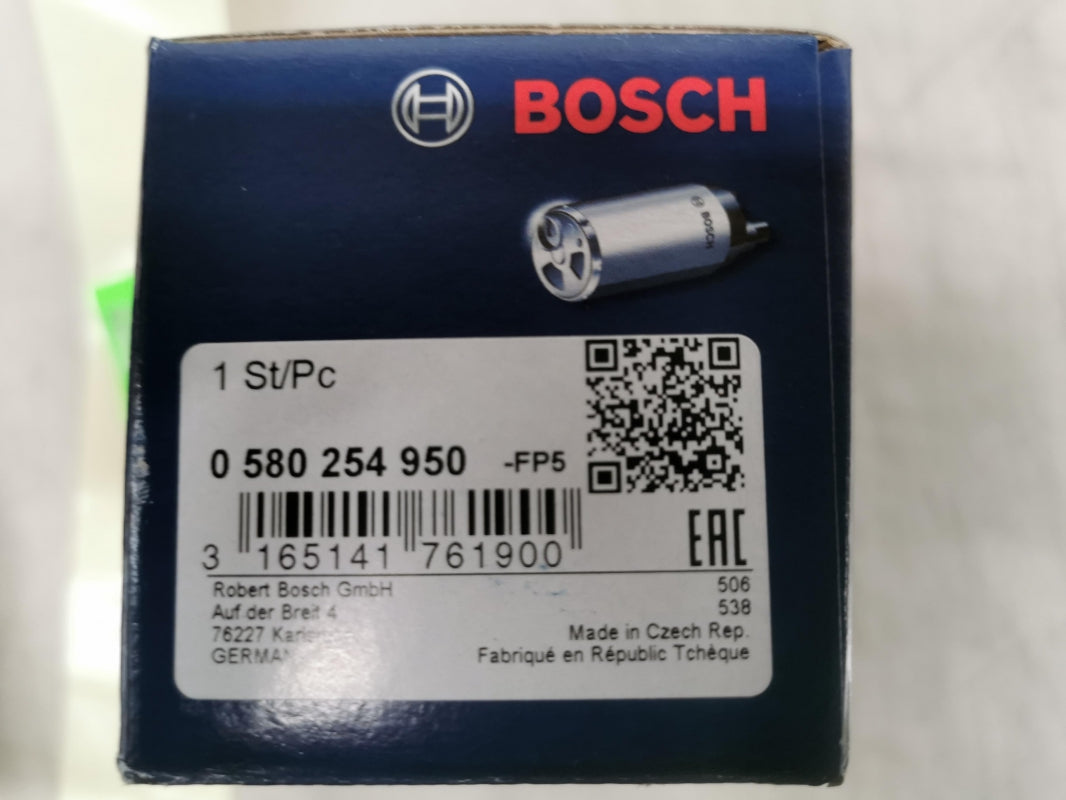 BOSCH
BOSCH
1 St/Pc
0 580 254 950 -FP5
3 165141 761900
EAC
Robert Bosch GmbH
506
Auf der Breit 4
538
76227
Made in Czech Rep.
Fabriqué en Républic Tchèque